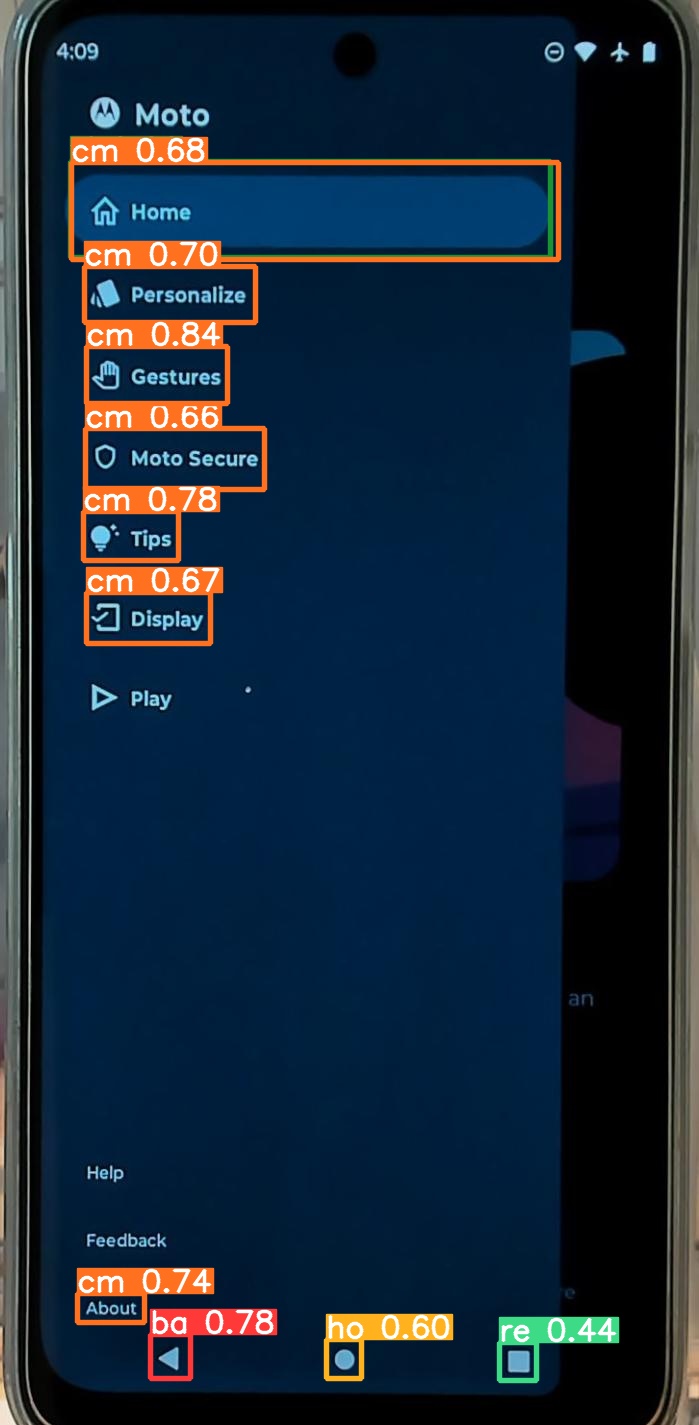 4:09
Moto
cm 0.68
Home
cm 0.70
Personalize
cm 0.84
Gestures
cm 0.66
Moto Secure
cm 0.78
Tips
cm 0.67
Display
Play
an
Help
Feedback
cm 0.74
About
re
ba 0.78
ho 0.60
re 0.44